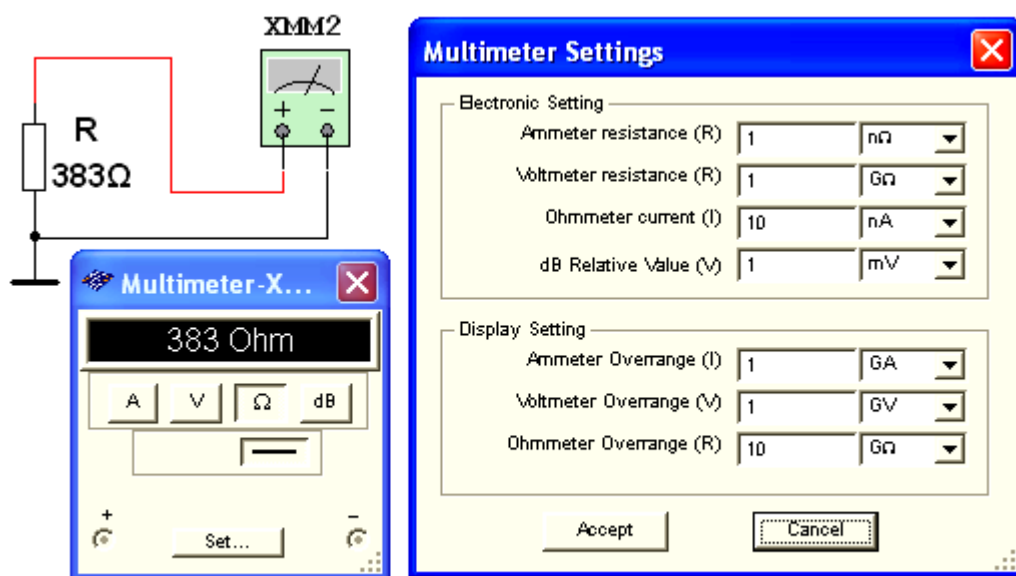 XMM2
+ −
R
383Ω
Multimeter-X...
383 Ohm
A V Ω dB
+ −
Set...
Multimeter Settings
Electronic Setting
Ammeter resistance (R) 1 nΩ
Voltmeter resistance (R) 1 GΩ
Ohmmeter current (I) 10 nA
dB Relative Value (V) 1 mV
Display Setting
Ammeter Overrange (I) 1 GA
Voltmeter Overrange (V) 1 GV
Ohmmeter Overrange (R) 10 GΩ
Accept Cancel